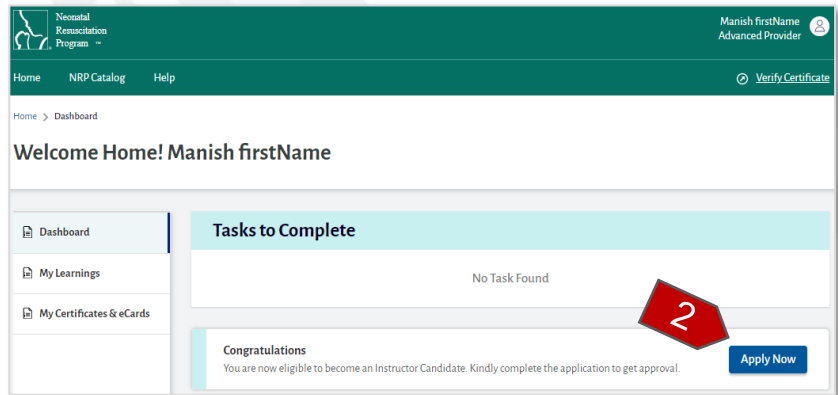 Neonatal
Resuscitation
Program ™
Manish firstName
Advanced Provider
Home NRP Catalog Help
Verify Certificate
Home > Dashboard
Welcome Home! Manish firstName
Dashboard
My Learnings
My Certificates & eCards
Tasks to Complete
No Task Found
2
Congratulations
You are now eligible to become an Instructor Candidate. Kindly complete the application to get approval.
Apply Now